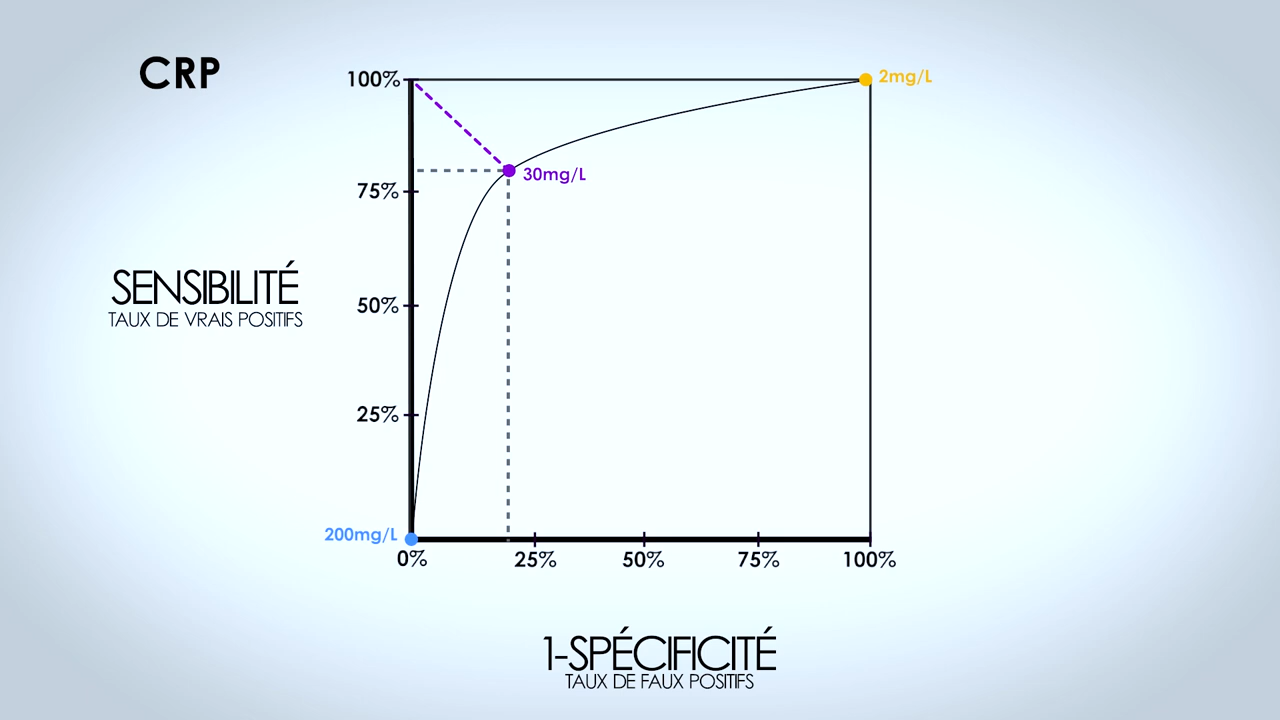 CRP
100%
2mg/L
30mg/L
75%
SENSIBILITÉ
TAUX DE VRAIS POSITIFS
50%
25%
200mg/L
0%
25%
50%
75%
100%
1-SPÉCIFICITÉ
TAUX DE FAUX POSITIFS